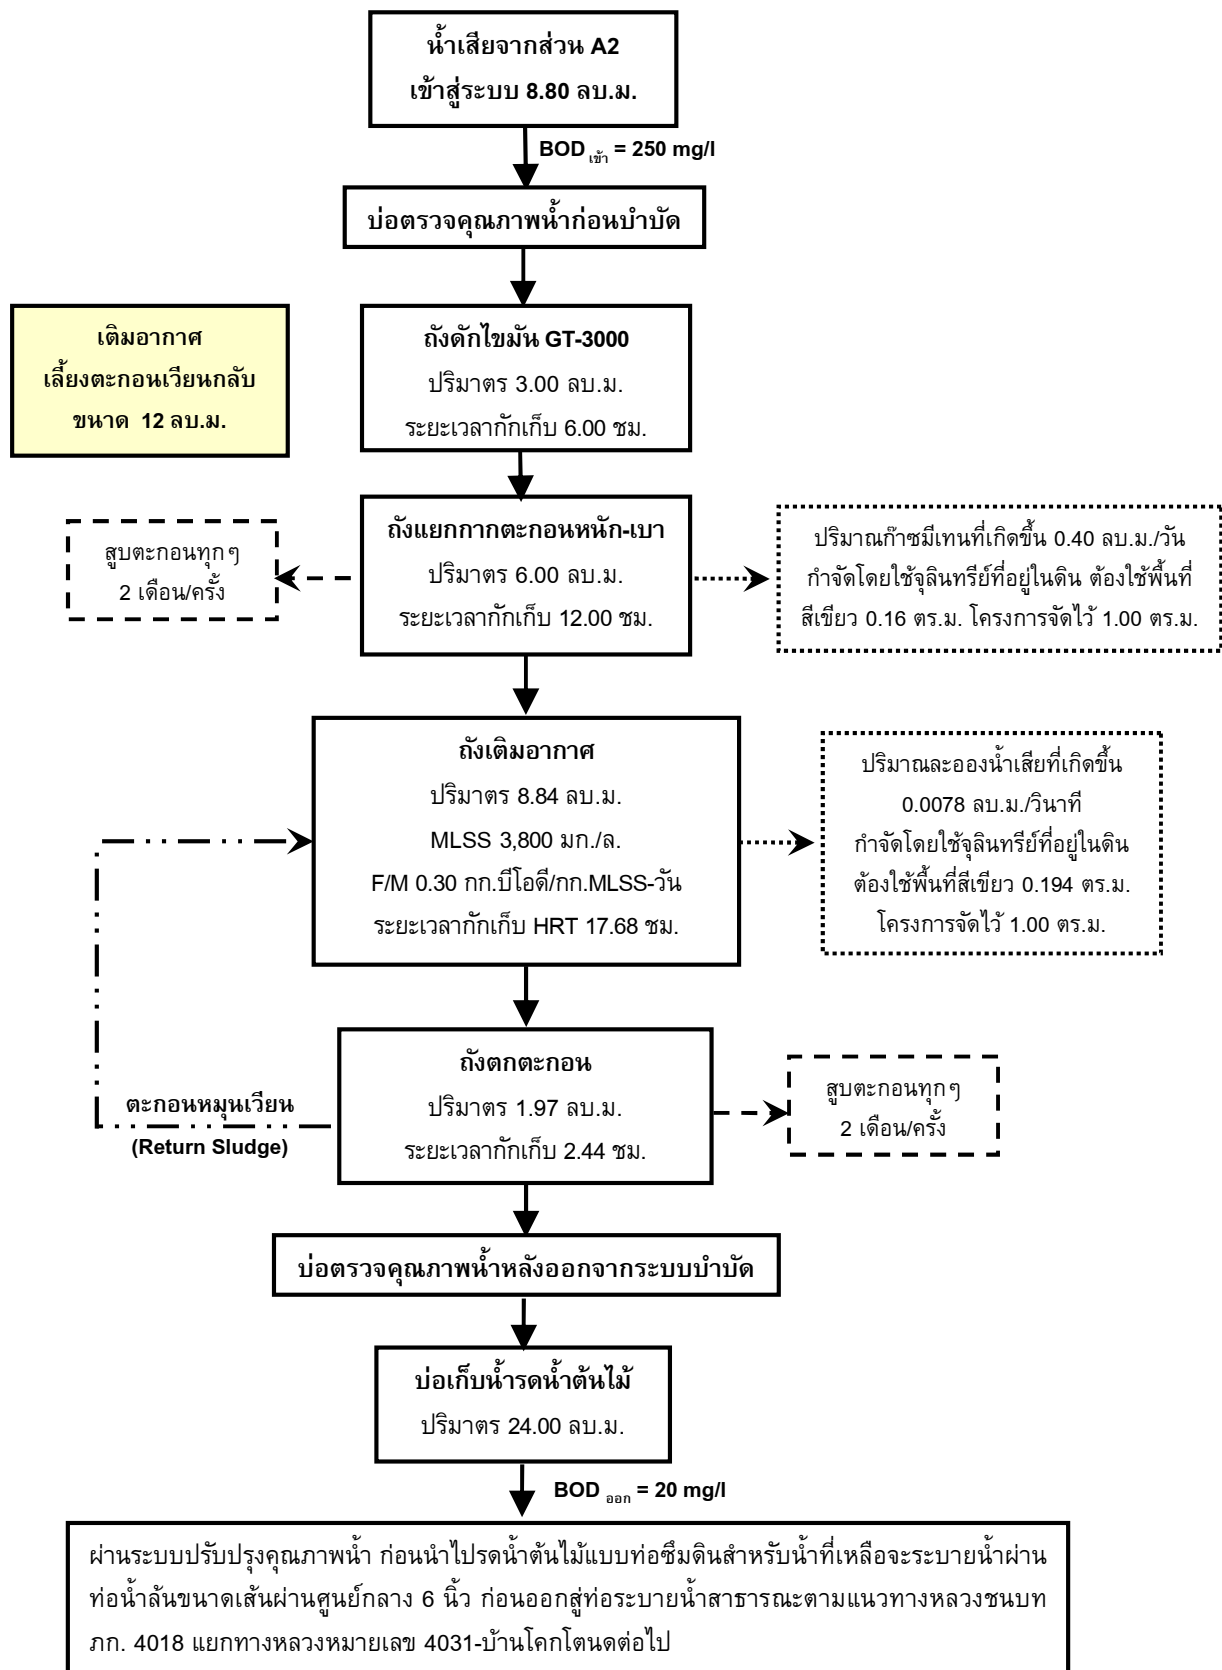 น้ำเสียจากส่วน A2
เข้าสู่ระบบ 8.80 ลบ.ม.
BOD เข้า = 250 mg/l
บ่อตรวจคุณภาพน้ำก่อนบำบัด
เติมอากาศ
เลี้ยงตะกอนเวียนกลับ
ขนาด 12 ลบ.ม.
ถังดักไขมัน GT-3000
ปริมาตร 3.00 ลบ.ม.
ระยะเวลากักเก็บ 6.00 ชม.
สูบตะกอนทุกๆ
2 เดือน/ครั้ง
ถังแยกกากตะกอนหนัก-เบา
ปริมาตร 6.00 ลบ.ม.
ระยะเวลากักเก็บ 12.00 ชม.
ปริมาณก๊าซมีเทนที่เกิดขึ้น 0.40 ลบ.ม./วัน
กำจัดโดยใช้จุลินทรีย์ที่อยู่ในดิน ต้องใช้พื้นที่
สีเขียว 0.16 ตร.ม. โครงการจัดไว้ 1.00 ตร.ม.
ถังเติมอากาศ
ปริมาตร 8.84 ลบ.ม.
MLSS 3,800 มก./ล.
F/M 0.30 กก.บีโอดี/กก.MLSS-วัน
ระยะเวลากักเก็บ HRT 17.68 ชม.
ปริมาณละอองน้ำเสียที่เกิดขึ้น
0.0078 ลบ.ม./วินาที
กำจัดโดยใช้จุลินทรีย์ที่อยู่ในดิน
ต้องใช้พื้นที่สีเขียว 0.194 ตร.ม.
โครงการจัดไว้ 1.00 ตร.ม.
ตะกอนหมุนเวียน
(Return Sludge)
ถังตกตะกอน
ปริมาตร 1.97 ลบ.ม.
ระยะเวลากักเก็บ 2.44 ชม.
สูบตะกอนทุกๆ
2 เดือน/ครั้ง
บ่อตรวจคุณภาพน้ำหลังออกจากระบบบำบัด
บ่อเก็บน้ำรดน้ำต้นไม้
ปริมาตร 24.00 ลบ.ม.
BOD ออก = 20 mg/l
ผ่านระบบปรับปรุงคุณภาพน้ำ ก่อนนำไปรดน้ำต้นไม้แบบท่อซึมดินสำหรับน้ำที่เหลือจะระบายน้ำผ่าน
ท่อน้ำล้นขนาดเส้นผ่านศูนย์กลาง 6 นิ้ว ก่อนออกสู่ท่อระบายน้ำสาธารณะตามแนวทางหลวงชนบท
ภก. 4018 แยกทางหลวงหมายเลข 4031-บ้านโคกโตนดต่อไป